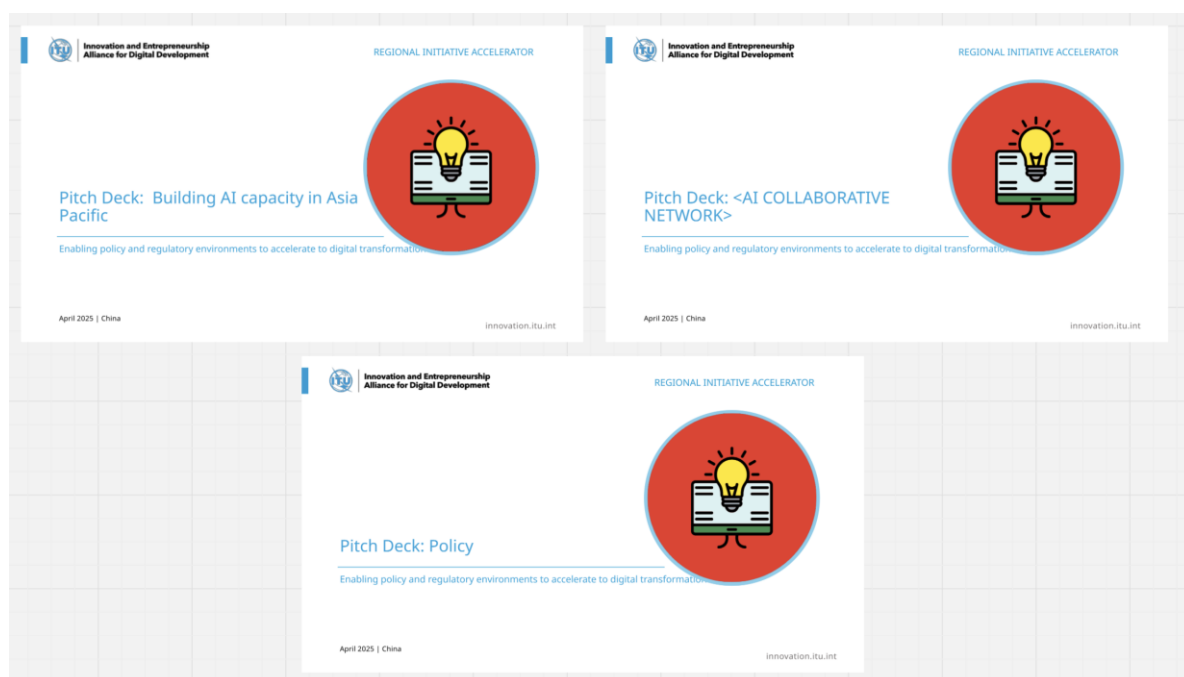 Innovation and Entrepreneurship
Alliance for Digital Development
REGIONAL INITIATIVE ACCELERATOR
Pitch Deck:  Building AI capacity in Asia
Pacific
Enabling policy and regulatory environments to accelerate to digital
April 2025 | China
innovation.itu.int
Innovation and Entrepreneurship
Alliance for Digital Development
REGIONAL INITIATIVE ACCELERATOR
Pitch Deck: <AI COLLABORATIVE
NETWORK>
Enabling policy and regulatory environments to accelerate to digital
April 2025 | China
innovation.itu.int
Innovation and Entrepreneurship
Alliance for Digital Development
REGIONAL INITIATIVE ACCELERATOR
Pitch Deck: Policy
Enabling policy and regulatory environments to accelerate to digital
April 2025 | China
innovation.itu.int